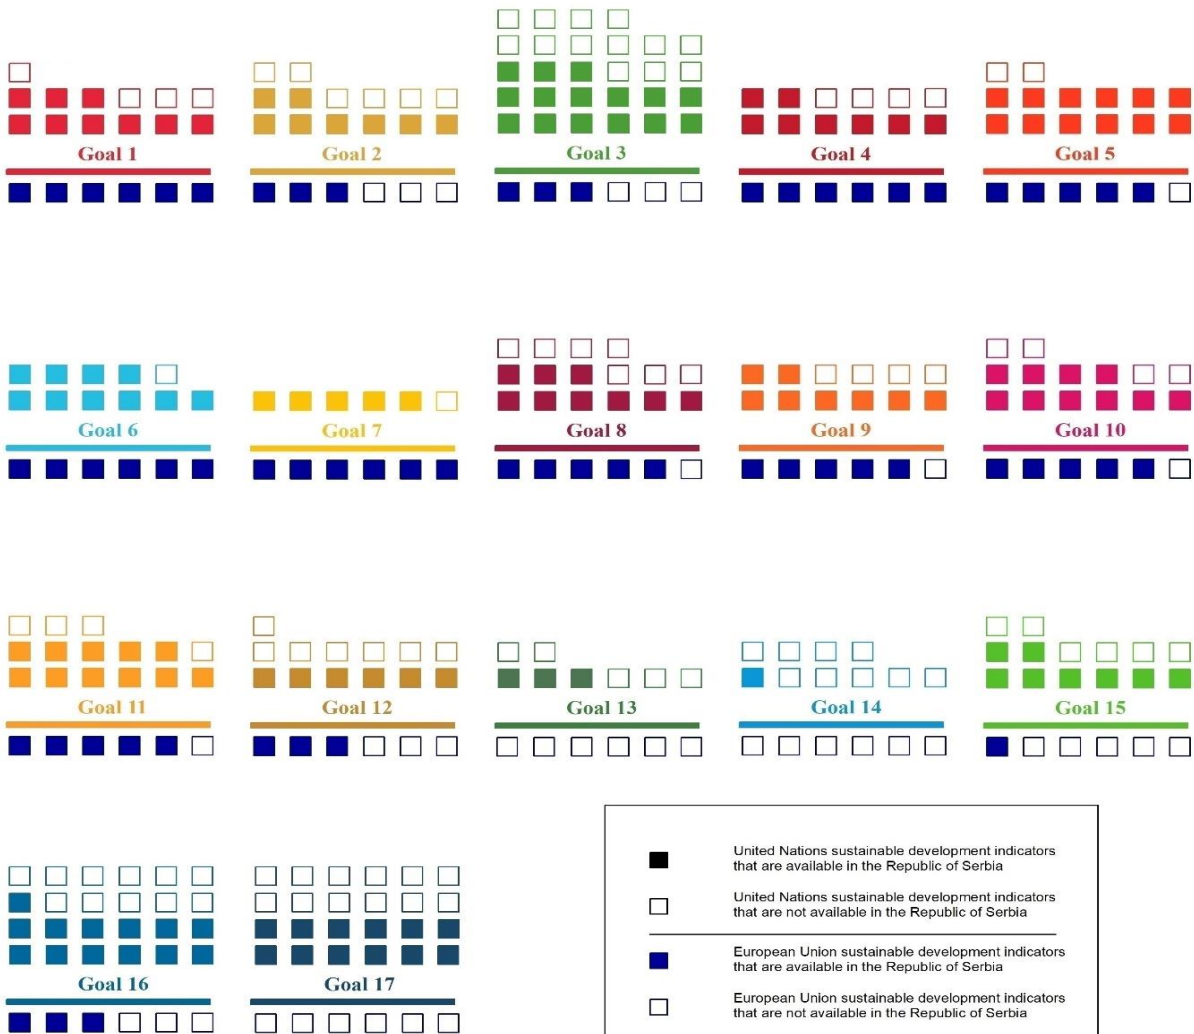 Goal 1
Goal 2
Goal 3
Goal 4
Goal 5
Goal 6
Goal 7
Goal 8
Goal 9
Goal 10
Goal 11
Goal 12
Goal 13
Goal 14
Goal 15
Goal 16
Goal 17
United Nations sustainable development indicators
that are available in the Republic of Serbia
United Nations sustainable development indicators
that are not available in the Republic of Serbia
European Union sustainable development indicators
that are available in the Republic of Serbia
European Union sustainable development indicators
that are not available in the Republic of Serbia